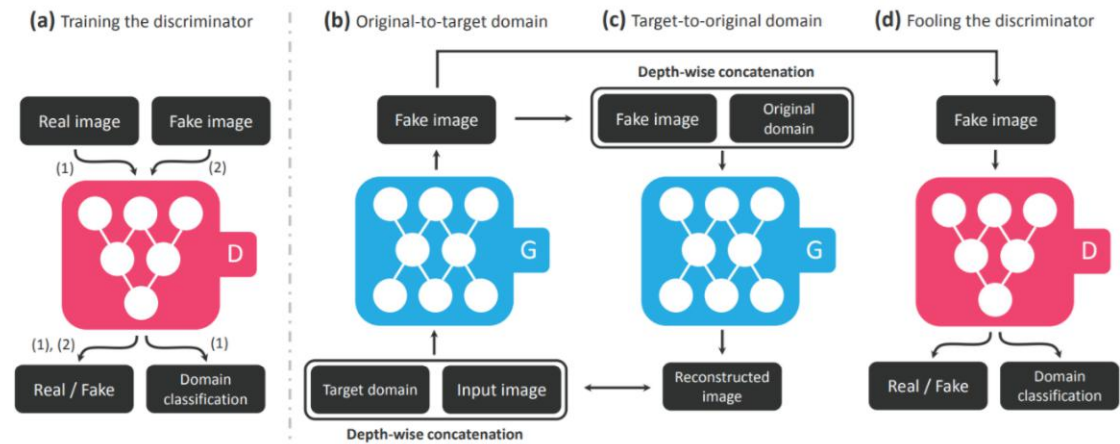 (a) Training the discriminator
(b) Original-to-target domain
(c) Target-to-original domain
(d) Fooling the discriminator
Real image
Fake image
(1)
(2)
D
(1), (2)
(1)
Real / Fake
Domain
classification
Fake image
G
Target domain
Input image
Depth-wise concatenation
Depth-wise concatenation
Fake image
Original
domain
G
Reconstructed
image
Fake image
D
Real / Fake
Domain
classification